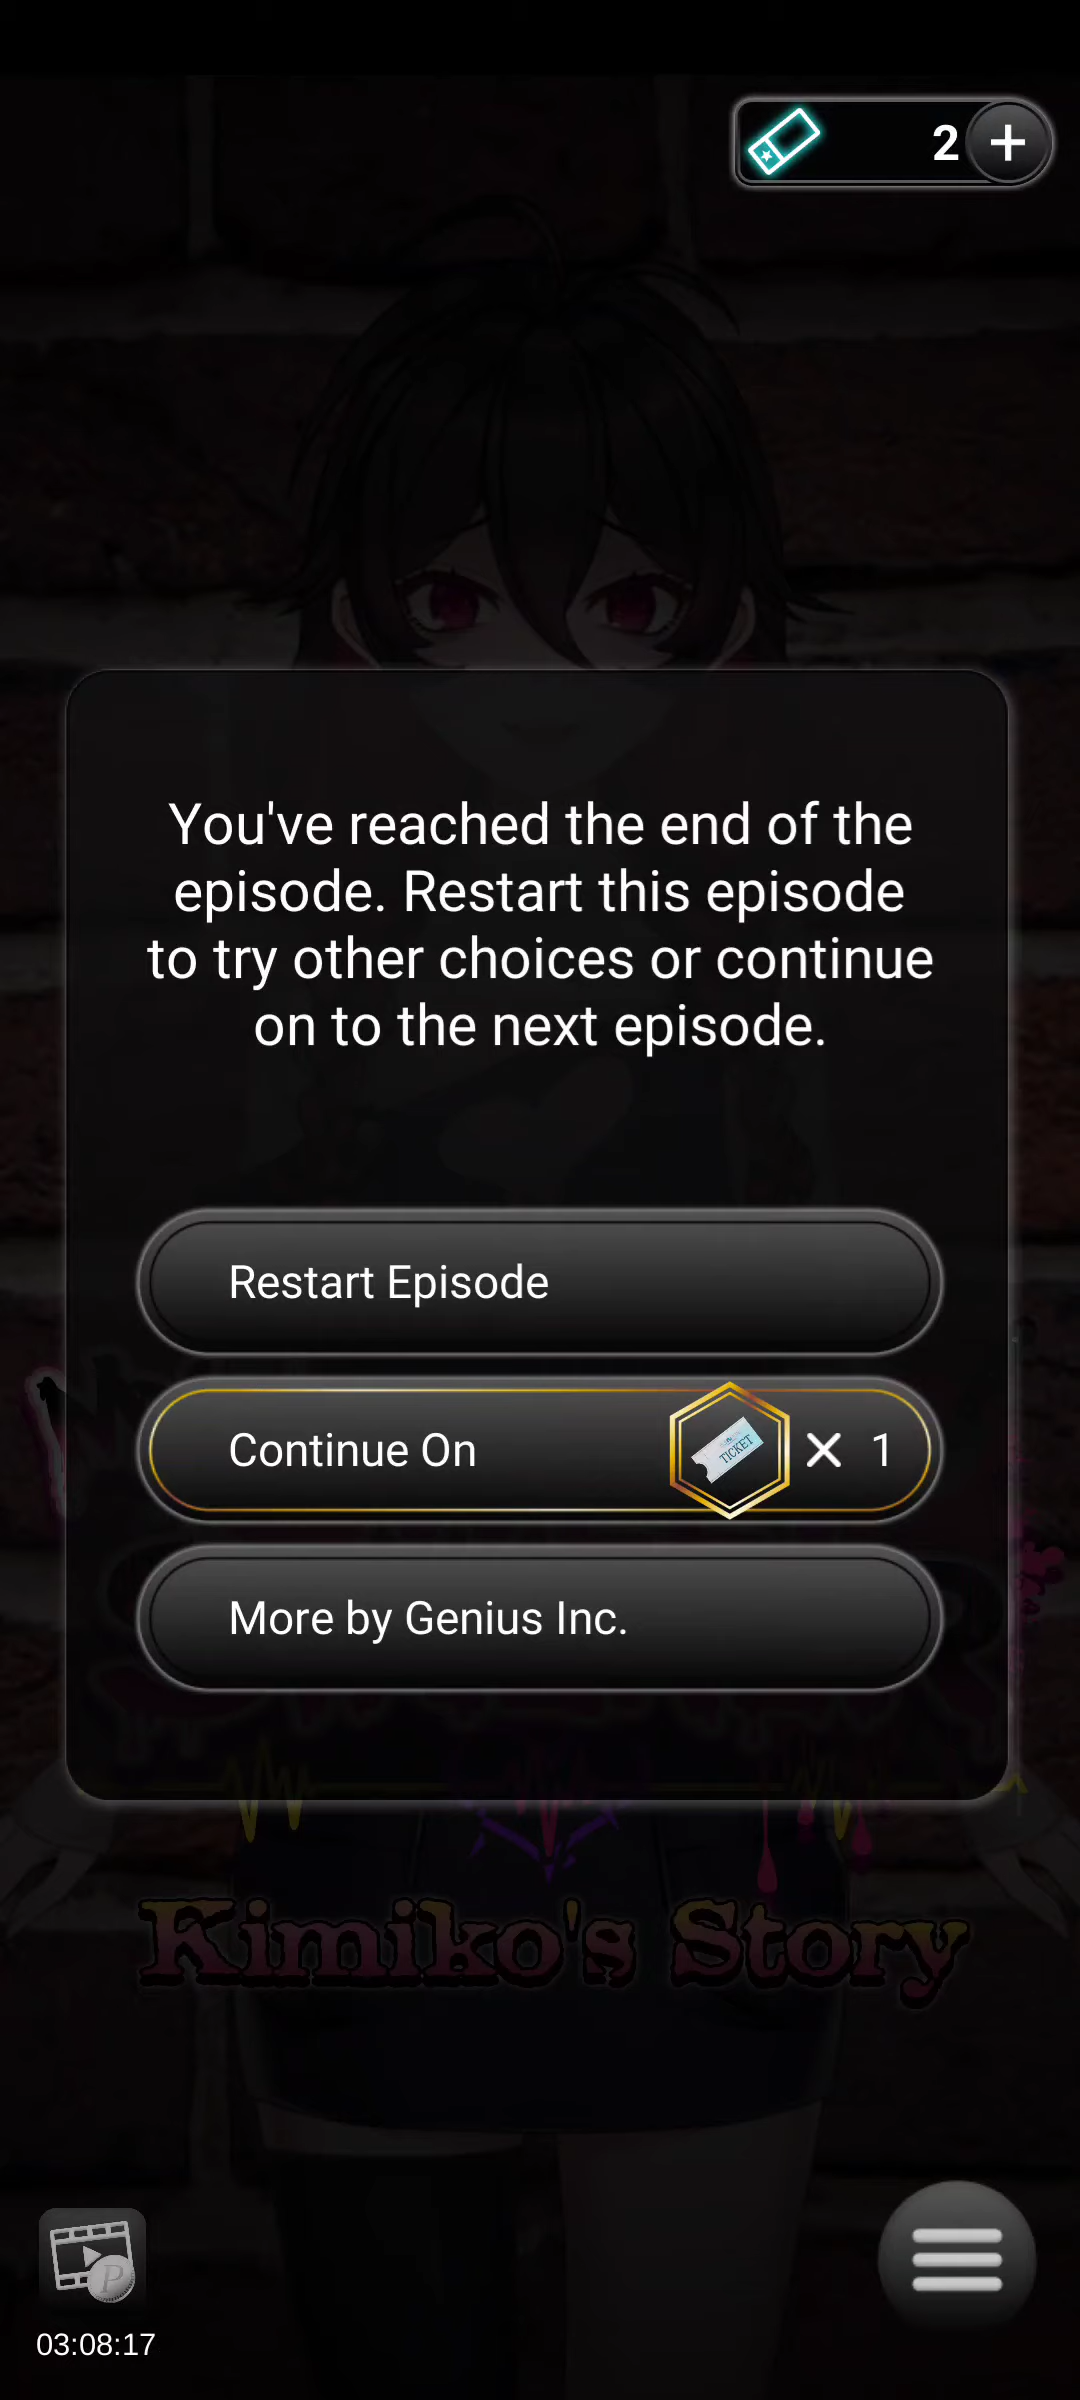 2 +
You've reached the end of the
episode. Restart this episode
to try other choices or continue
on to the next episode.
Restart Episode
Continue On TICKET × 1
More by Genius Inc.
Kimiko's Story
P
03:08:17